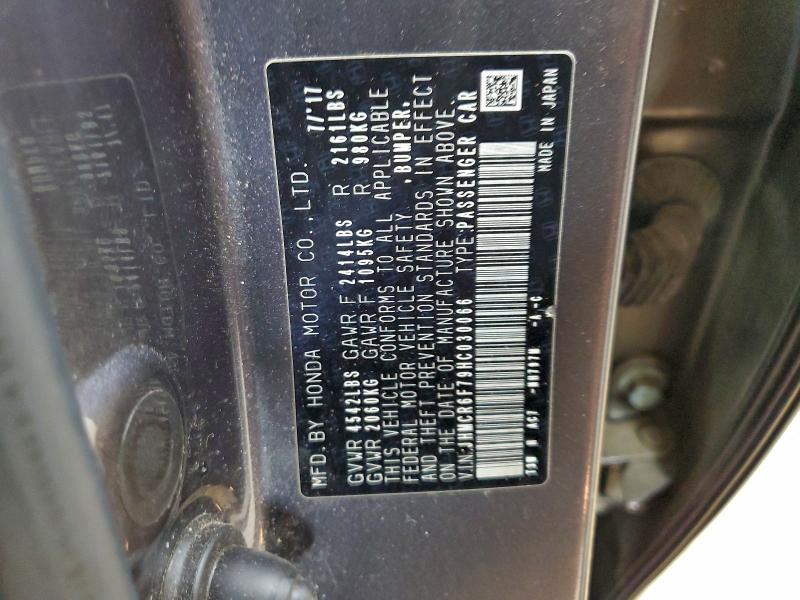 MFD. BY HONDA MOTOR CO., LTD. 7/'17
GVWR 4542LBS GAWR F 2414LBS R 2161LBS
GVWR 2060KG GAWR F 1095KG R 980KG
THIS VEHICLE CONFORMS TO ALL APPLICABLE
FEDERAL MOTOR VEHICLE SAFETY, BUMPER,
AND THEFT PREVENTION STANDARDS IN EFFECT
ON THE DATE OF MANUFACTURE SHOWN ABOVE.
V.I.N.: JHMCR6F79HC030066 TYPE: PASSENGER CAR
-A -C
MADE IN JAPAN